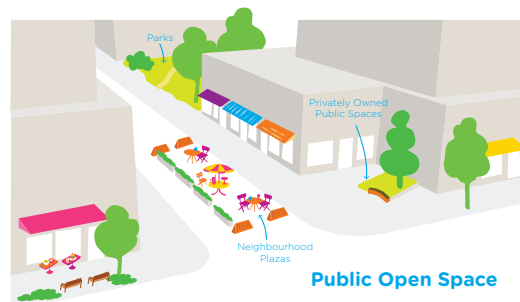 Parks
Privately Owned
Public Spaces
Neighbourhood
Plazas
Public Open Space